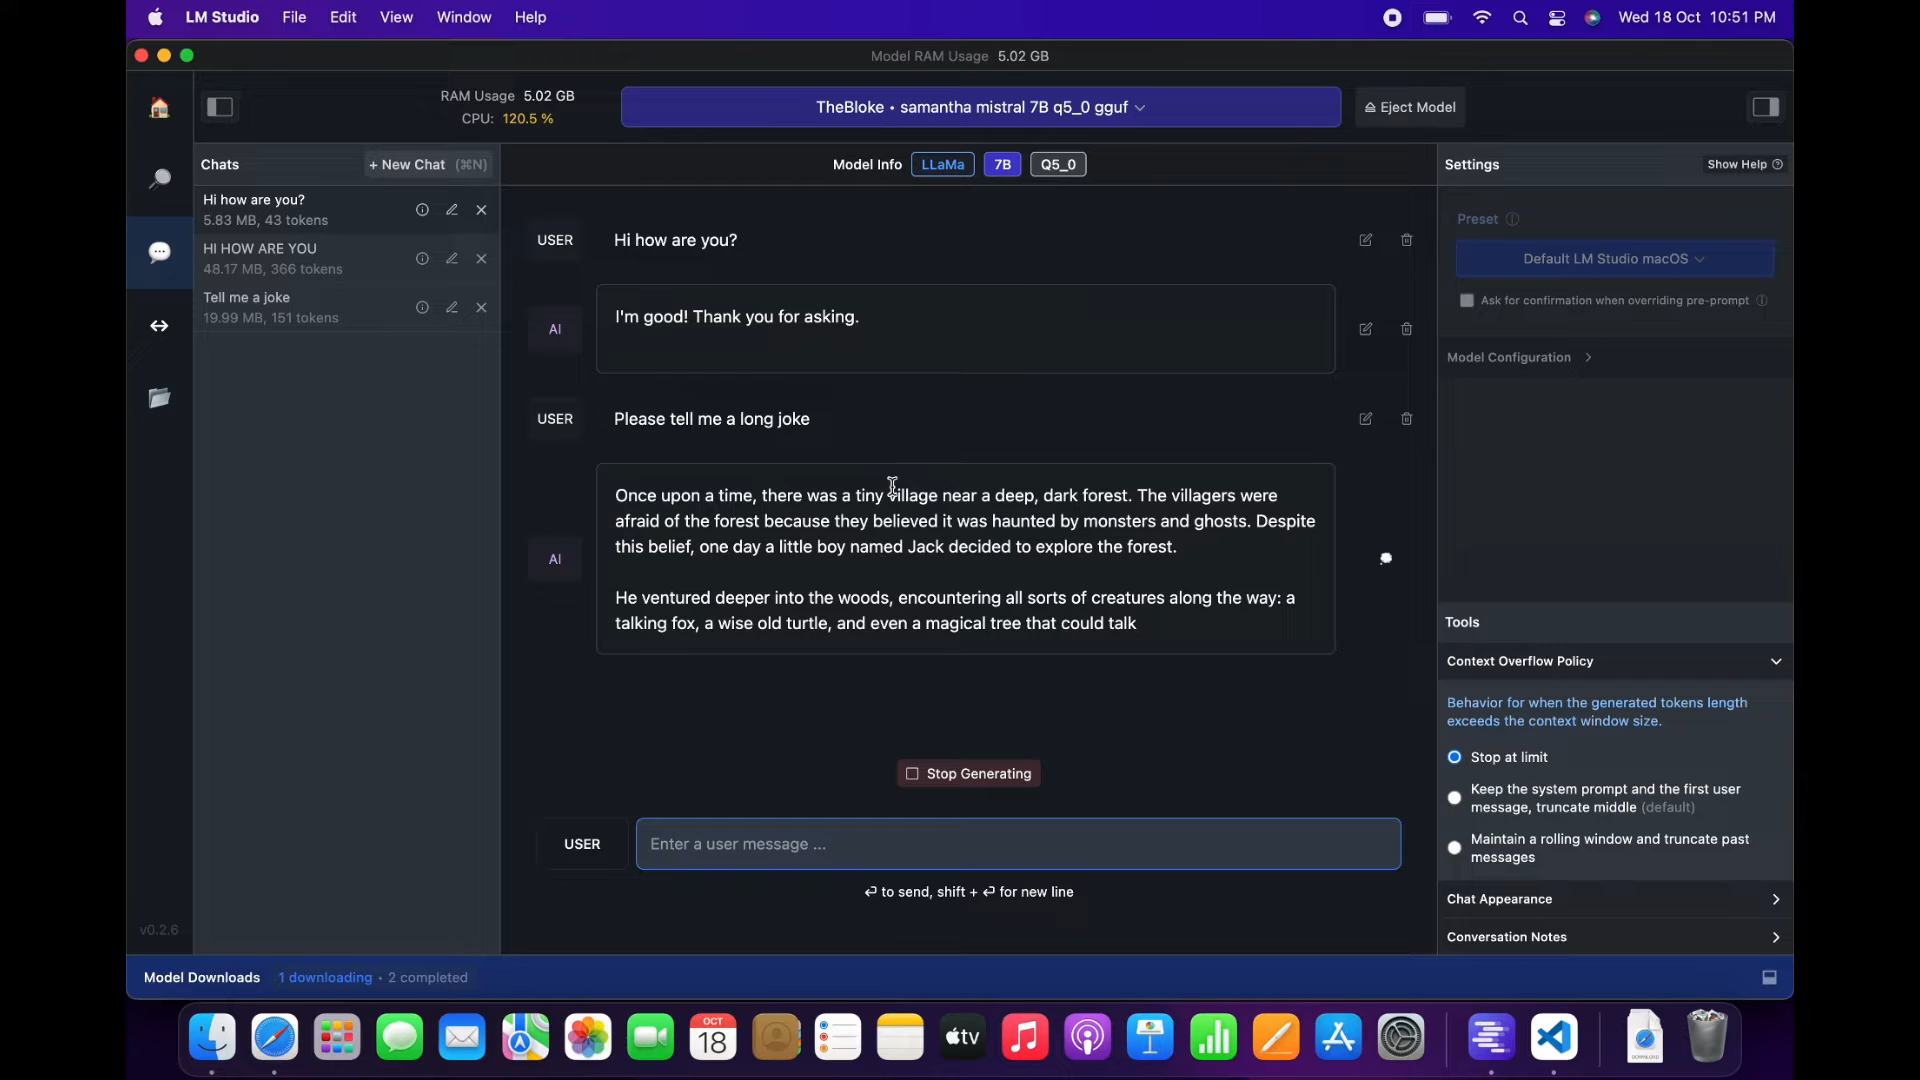 LM Studio File Edit View Window Help Wed 18 Oct 10:51 PM
Model RAM Usage 5.02 GB
RAM Usage 5.02 GB
CPU: 120.5 %
TheBloke • samantha mistral 7B q5_0 gguf
Eject Model
Chats
+ New Chat (⌘N)
Hi how are you?
5.83 MB, 43 tokens
HI HOW ARE YOU
48.17 MB, 366 tokens
Tell me a joke
19.99 MB, 151 tokens
v0.2.6
Model Info LLaMa 7B Q5_0
USER Hi how are you?
AI I'm good! Thank you for asking.
USER Please tell me a long joke
Once upon a time, there was a tiny village near a deep, dark forest. The villagers were
afraid of the forest because they believed it was haunted by monsters and ghosts. Despite
this belief, one day a little boy named Jack decided to explore the forest.
AI
He ventured deeper into the woods, encountering all sorts of creatures along the way: a
talking fox, a wise old turtle, and even a magical tree that could talk
Stop Generating
USER Enter a user message ...
⏎ to send, shift + ⏎ for new line
Settings Show Help
Preset
Default LM Studio macOS
Ask for confirmation when overriding pre-prompt
Model Configuration
Tools
Context Overflow Policy
Behavior for when the generated tokens length
exceeds the context window size.
Stop at limit
Keep the system prompt and the first user
message, truncate middle (default)
Maintain a rolling window and truncate past
messages
Chat Appearance
Conversation Notes
Model Downloads 1 downloading • 2 completed
OCT
18
tv
DOWNLOAD